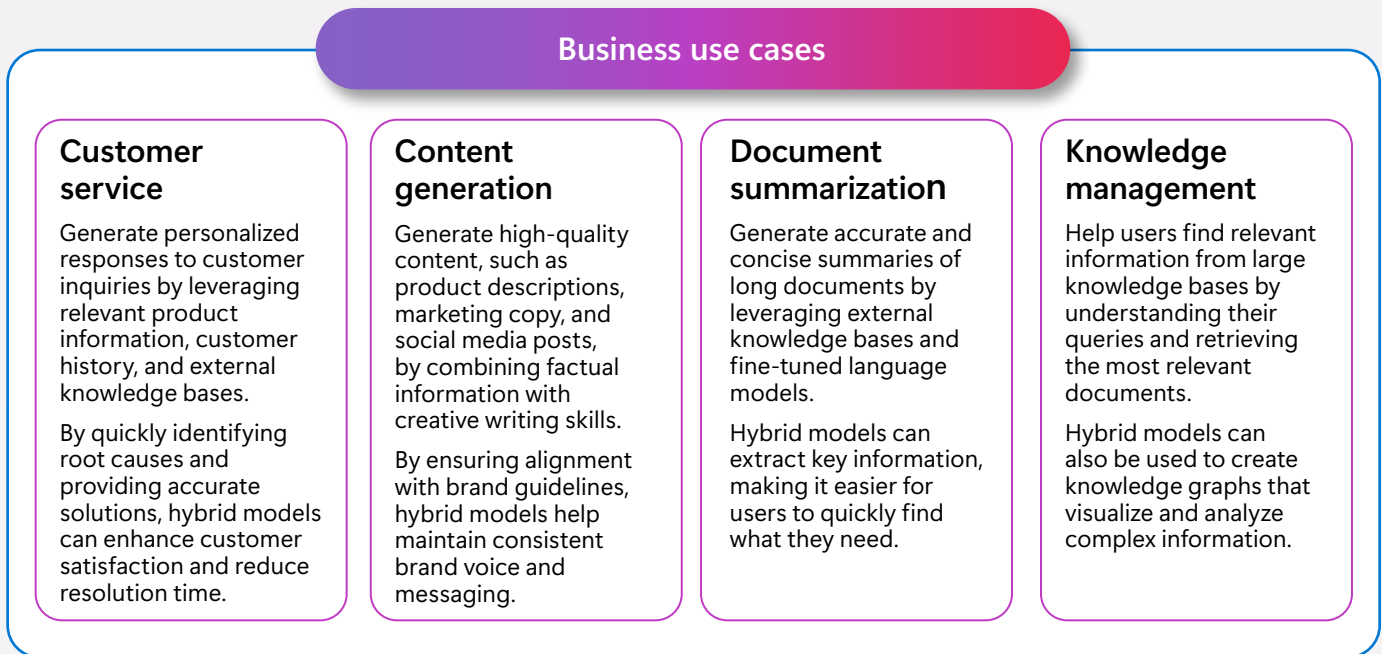 Business use cases
Customer
service
Generate personalized
responses to customer
inquiries by leveraging
relevant product
information, customer
history, and external
knowledge bases.
By quickly identifying
root causes and
providing accurate
solutions, hybrid models
can enhance customer
satisfaction and reduce
resolution time.
Content
generation
Generate high-quality
content, such as
product descriptions,
marketing copy, and
social media posts,
by combining factual
information with
creative writing skills.
By ensuring alignment
with brand guidelines,
hybrid models help
maintain consistent
brand voice and
messaging.
Document
summarization
Generate accurate and
concise summaries of
long documents by
leveraging external
knowledge bases and
fine-tuned language
models.
Hybrid models can
extract key information,
making it easier for
users to quickly find
what they need.
Knowledge
management
Help users find relevant
information from large
knowledge bases by
understanding their
queries and retrieving
the most relevant
documents.
Hybrid models can
also be used to create
knowledge graphs that
visualize and analyze
complex information.